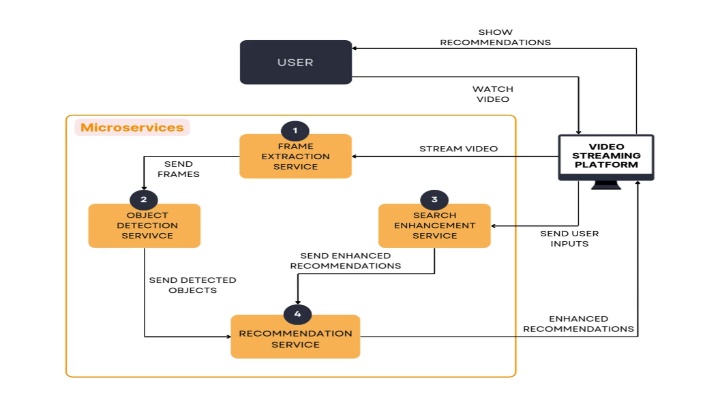 SHOW
RECOMMENDATIONS
USER
WATCH
VIDEO
Microservices
1
FRAME
EXTRACTION
SERVICE
STREAM VIDEO
VIDEO
STREAMING
PLATFORM
SEND
FRAMES
2
OBJECT
DETECTION
SERVIVCE
3
SEARCH
ENHANCEMENT
SERVICE
SEND USER
INPUTS
SEND ENHANCED
RECOMMENDATIONS
SEND DETECTED
OBJECTS
4
RECOMMENDATION
SERVICE
ENHANCED
RECOMMENDATIONS